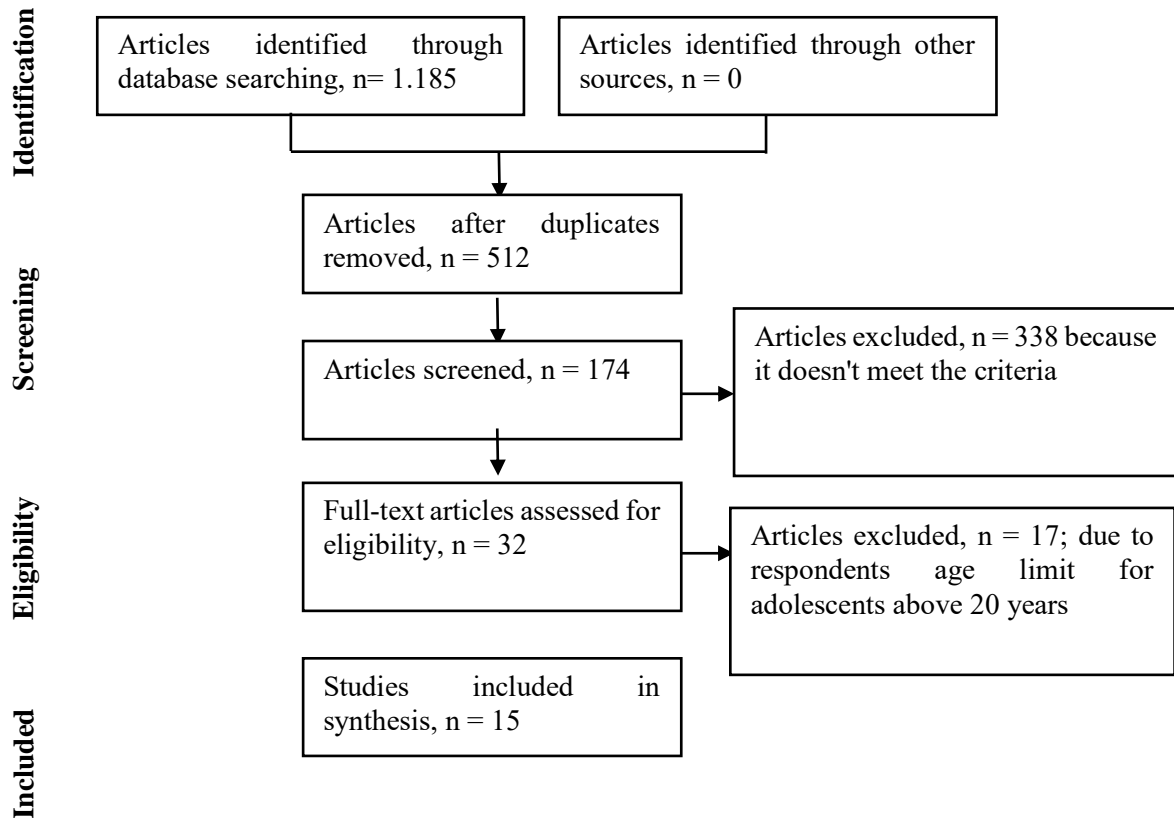 Identification
Articles identified through
database searching, n= 1.185
Articles identified through other
sources, n = 0
Screening
Articles after duplicates
removed, n = 512
Articles screened, n = 174
Articles excluded, n = 338 because
it doesn't meet the criteria
Eligibility
Full-text articles assessed for
eligibility, n = 32
Articles excluded, n = 17; due to
respondents age limit for
adolescents above 20 years
Included
Studies included in
synthesis, n = 15